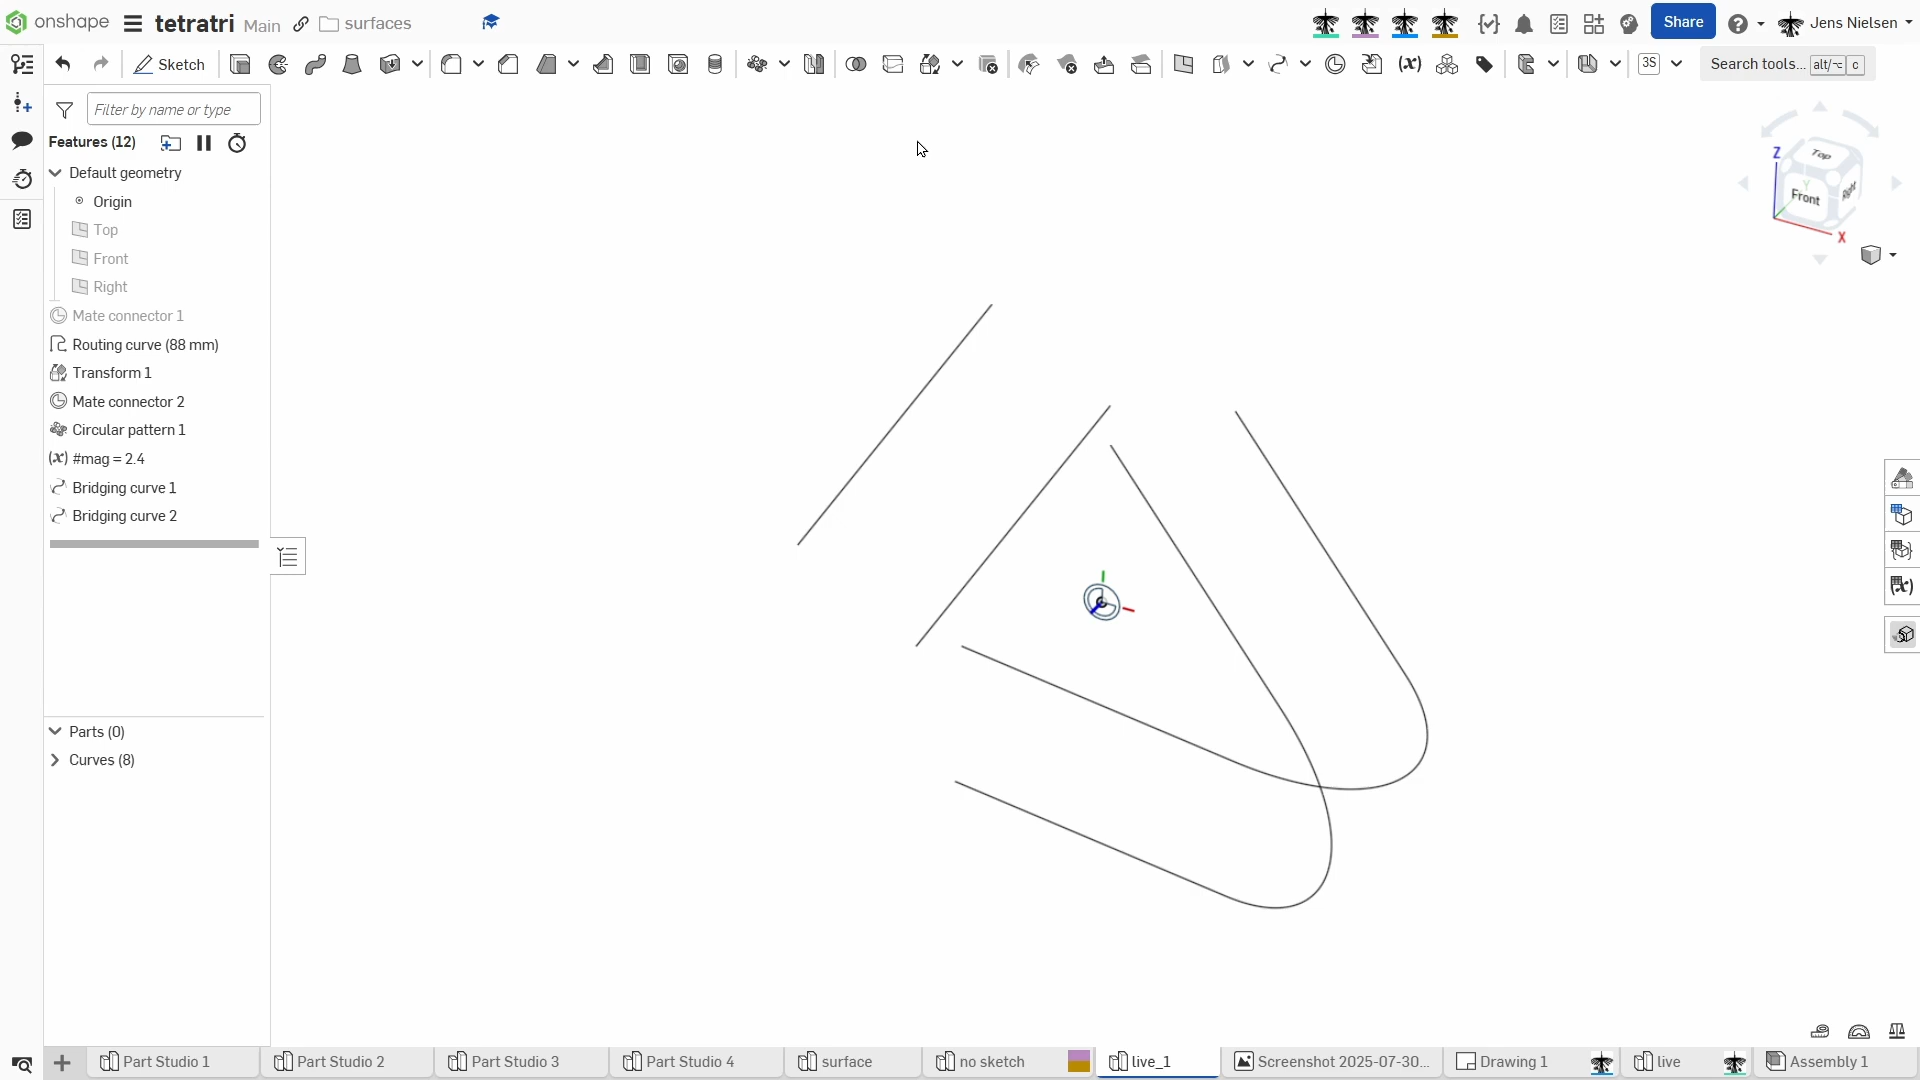 onshape tetratri Main surfaces Share Jens Nielsen
Sketch 3S Search tools... alt/⌥ c
Filter by name or type
Features (12)
Default geometry
Origin
Top
Front
Right
Mate connector 1
Routing curve (88 mm)
Transform 1
Mate connector 2
Circular pattern 1
(x) #mag = 2.4
Bridging curve 1
Bridging curve 2
Parts (0)
Curves (8)
Top
Z
Y
Front
Right
X
Part Studio 1 Part Studio 2 Part Studio 3 Part Studio 4 surface no sketch live_1 Screenshot 2025-07-30... Drawing 1 live Assembly 1